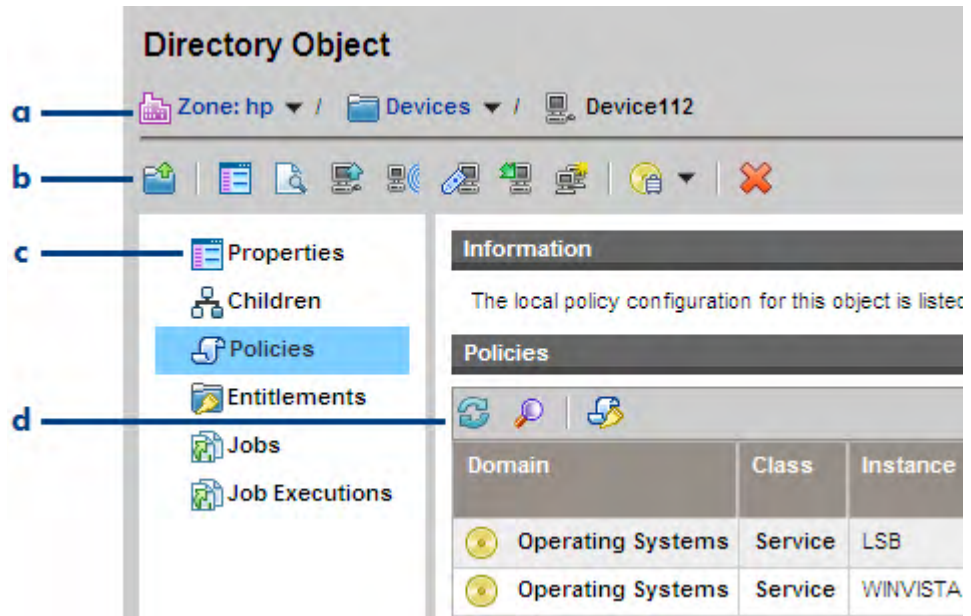 Directory Object
a Zone: hp / Devices / Device112
b
c Properties
Children
Policies
Entitlements
d
Jobs
Job Executions
Information
The local policy configuration for this object is listed
Policies
Domain Class Instance
Operating Systems Service LSB
Operating Systems Service WINVISTA